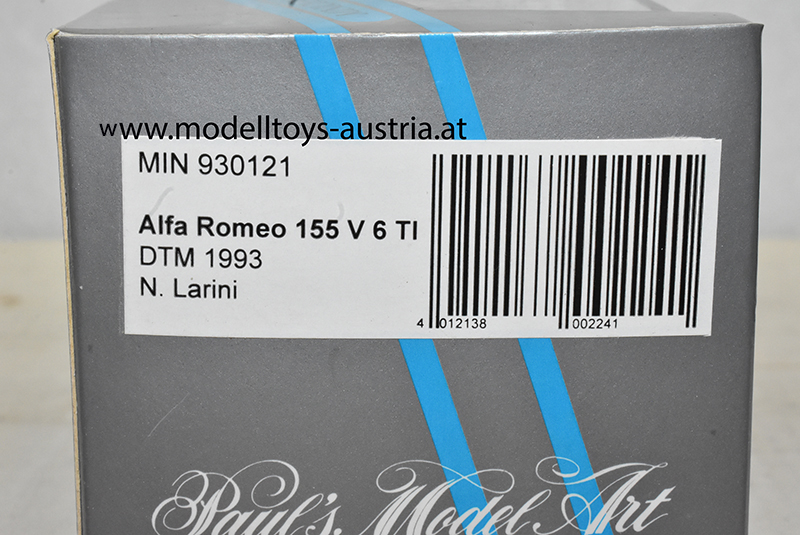 www.modelltoys-austria.at
MIN 930121
Alfa Romeo 155 V 6 TI
DTM 1993
N. Larini
4 012138 002241
Paul's Model Art